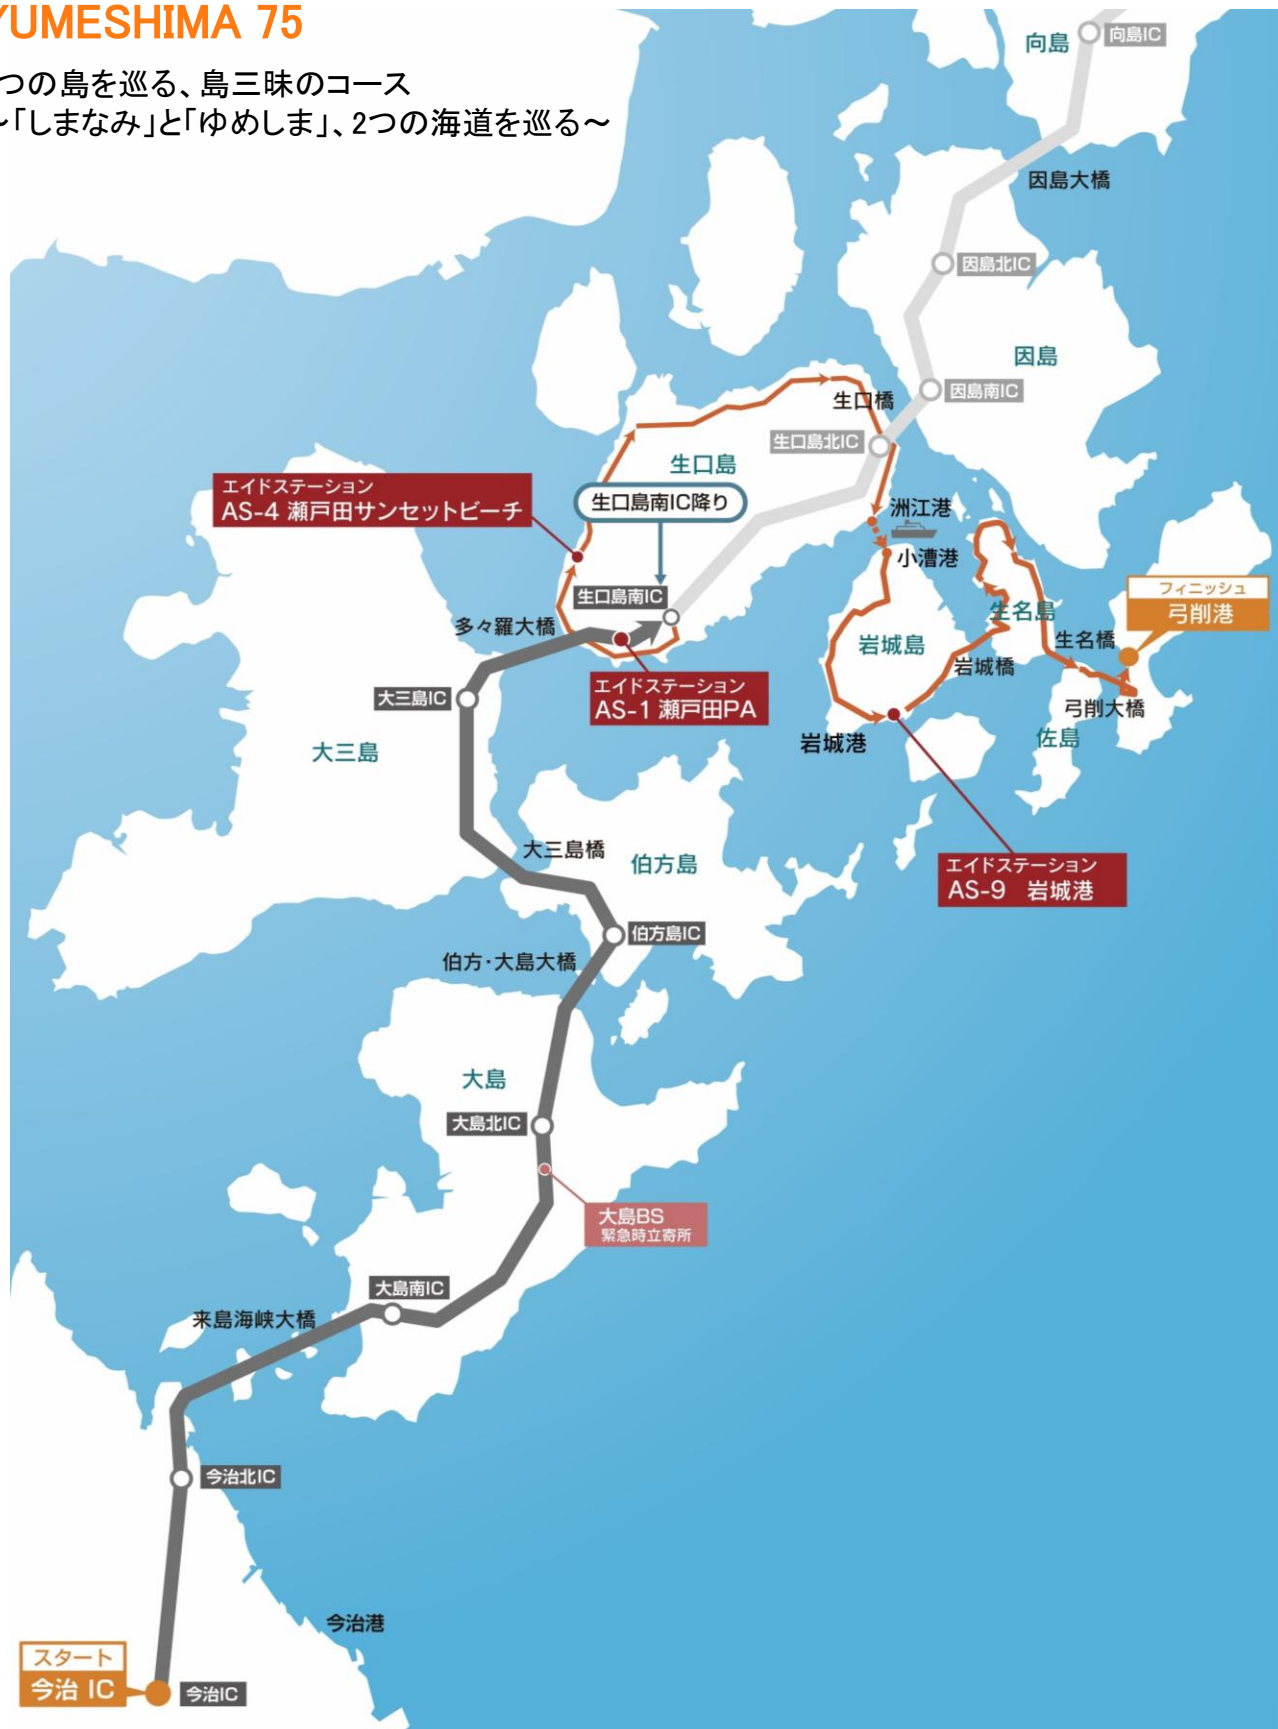 YUMESHIMA 75
つの島を巡る、島三昧のコース
～「しまなみ」と「ゆめしま」、2つの海道を巡る～
向島
向島IC
因島大橋
因島北IC
因島
因島南IC
生口橋
生口島北IC
生口島
エイドステーション
AS-4 瀬戸田サンセットビーチ
生口島南IC降り
洲江港
小漕港
生口島南IC
フィニッシュ
弓削港
生名島
多々羅大橋
生名橋
岩城島
岩城橋
エイドステーション
AS-1 瀬戸田PA
大三島IC
弓削大橋
佐島
岩城港
大三島
大三島橋
伯方島
エイドステーション
AS-9 岩城港
伯方島IC
伯方・大島大橋
大島
大島北IC
大島BS
緊急時立寄所
大島南IC
来島海峡大橋
今治北IC
今治港
スタート
今治 IC
今治IC